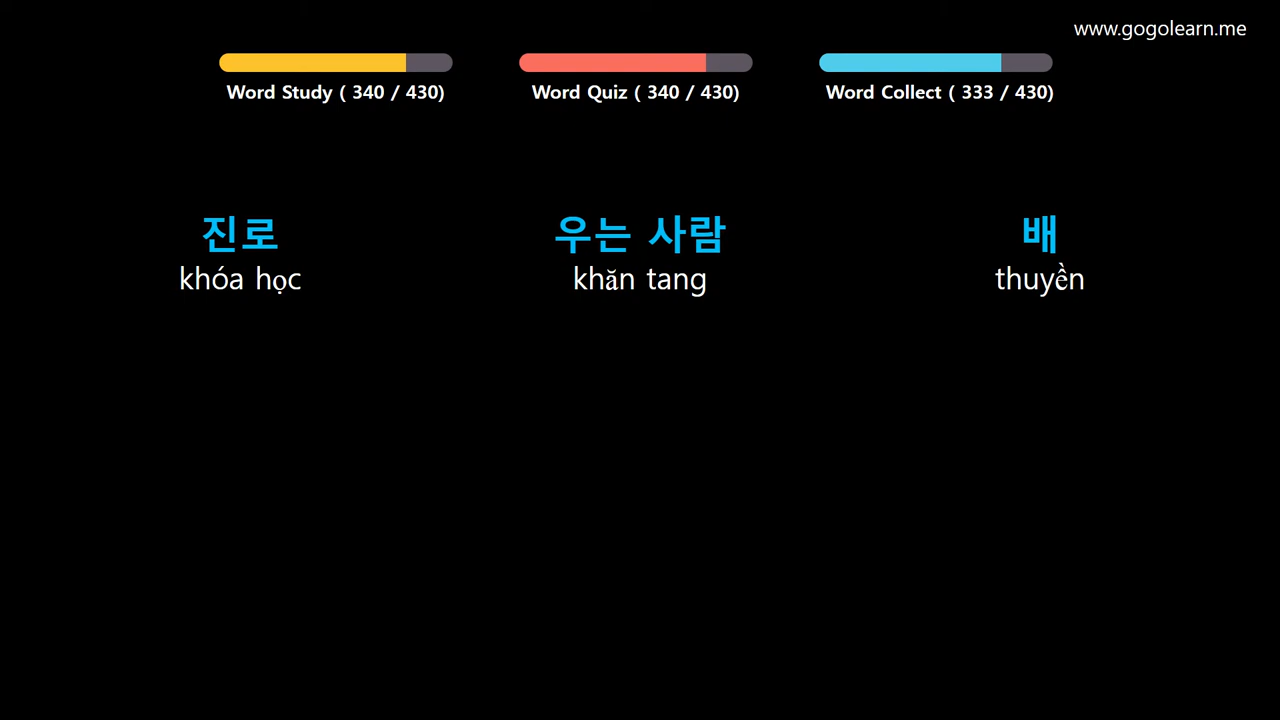 www.gogolearn.me
Word Study ( 340 / 430)
Word Quiz ( 340 / 430)
Word Collect ( 333 / 430)
진로
khóa học
우는 사람
khăn tang
배
thuyền